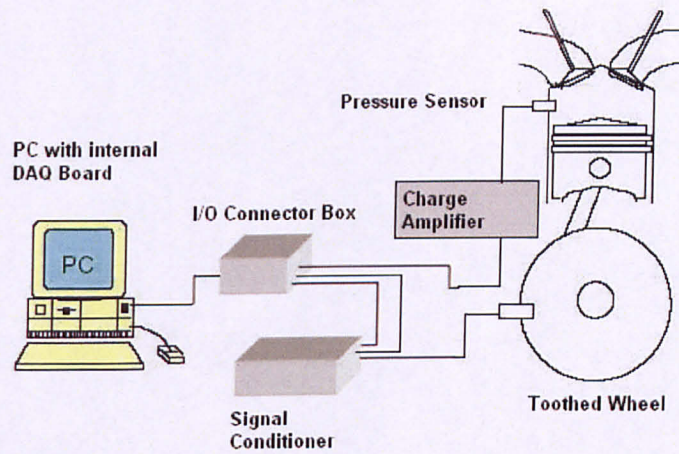 Pressure Sensor
PC with internal
DAQ Board
I/O Connector Box
Charge
Amplifier
PC
Toothed Wheel
Signal
Conditioner